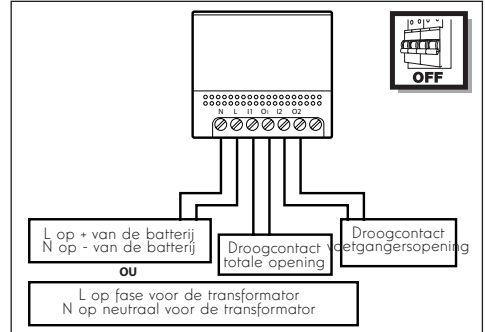 OFF
N L I1 O1 I2 O2
L op + van de batterij
N op - van de batterij
OU
Droogcontact
totale opening
Droogcontact
voetgangersopening
L op fase voor de transformator
N op neutraal voor de transformator